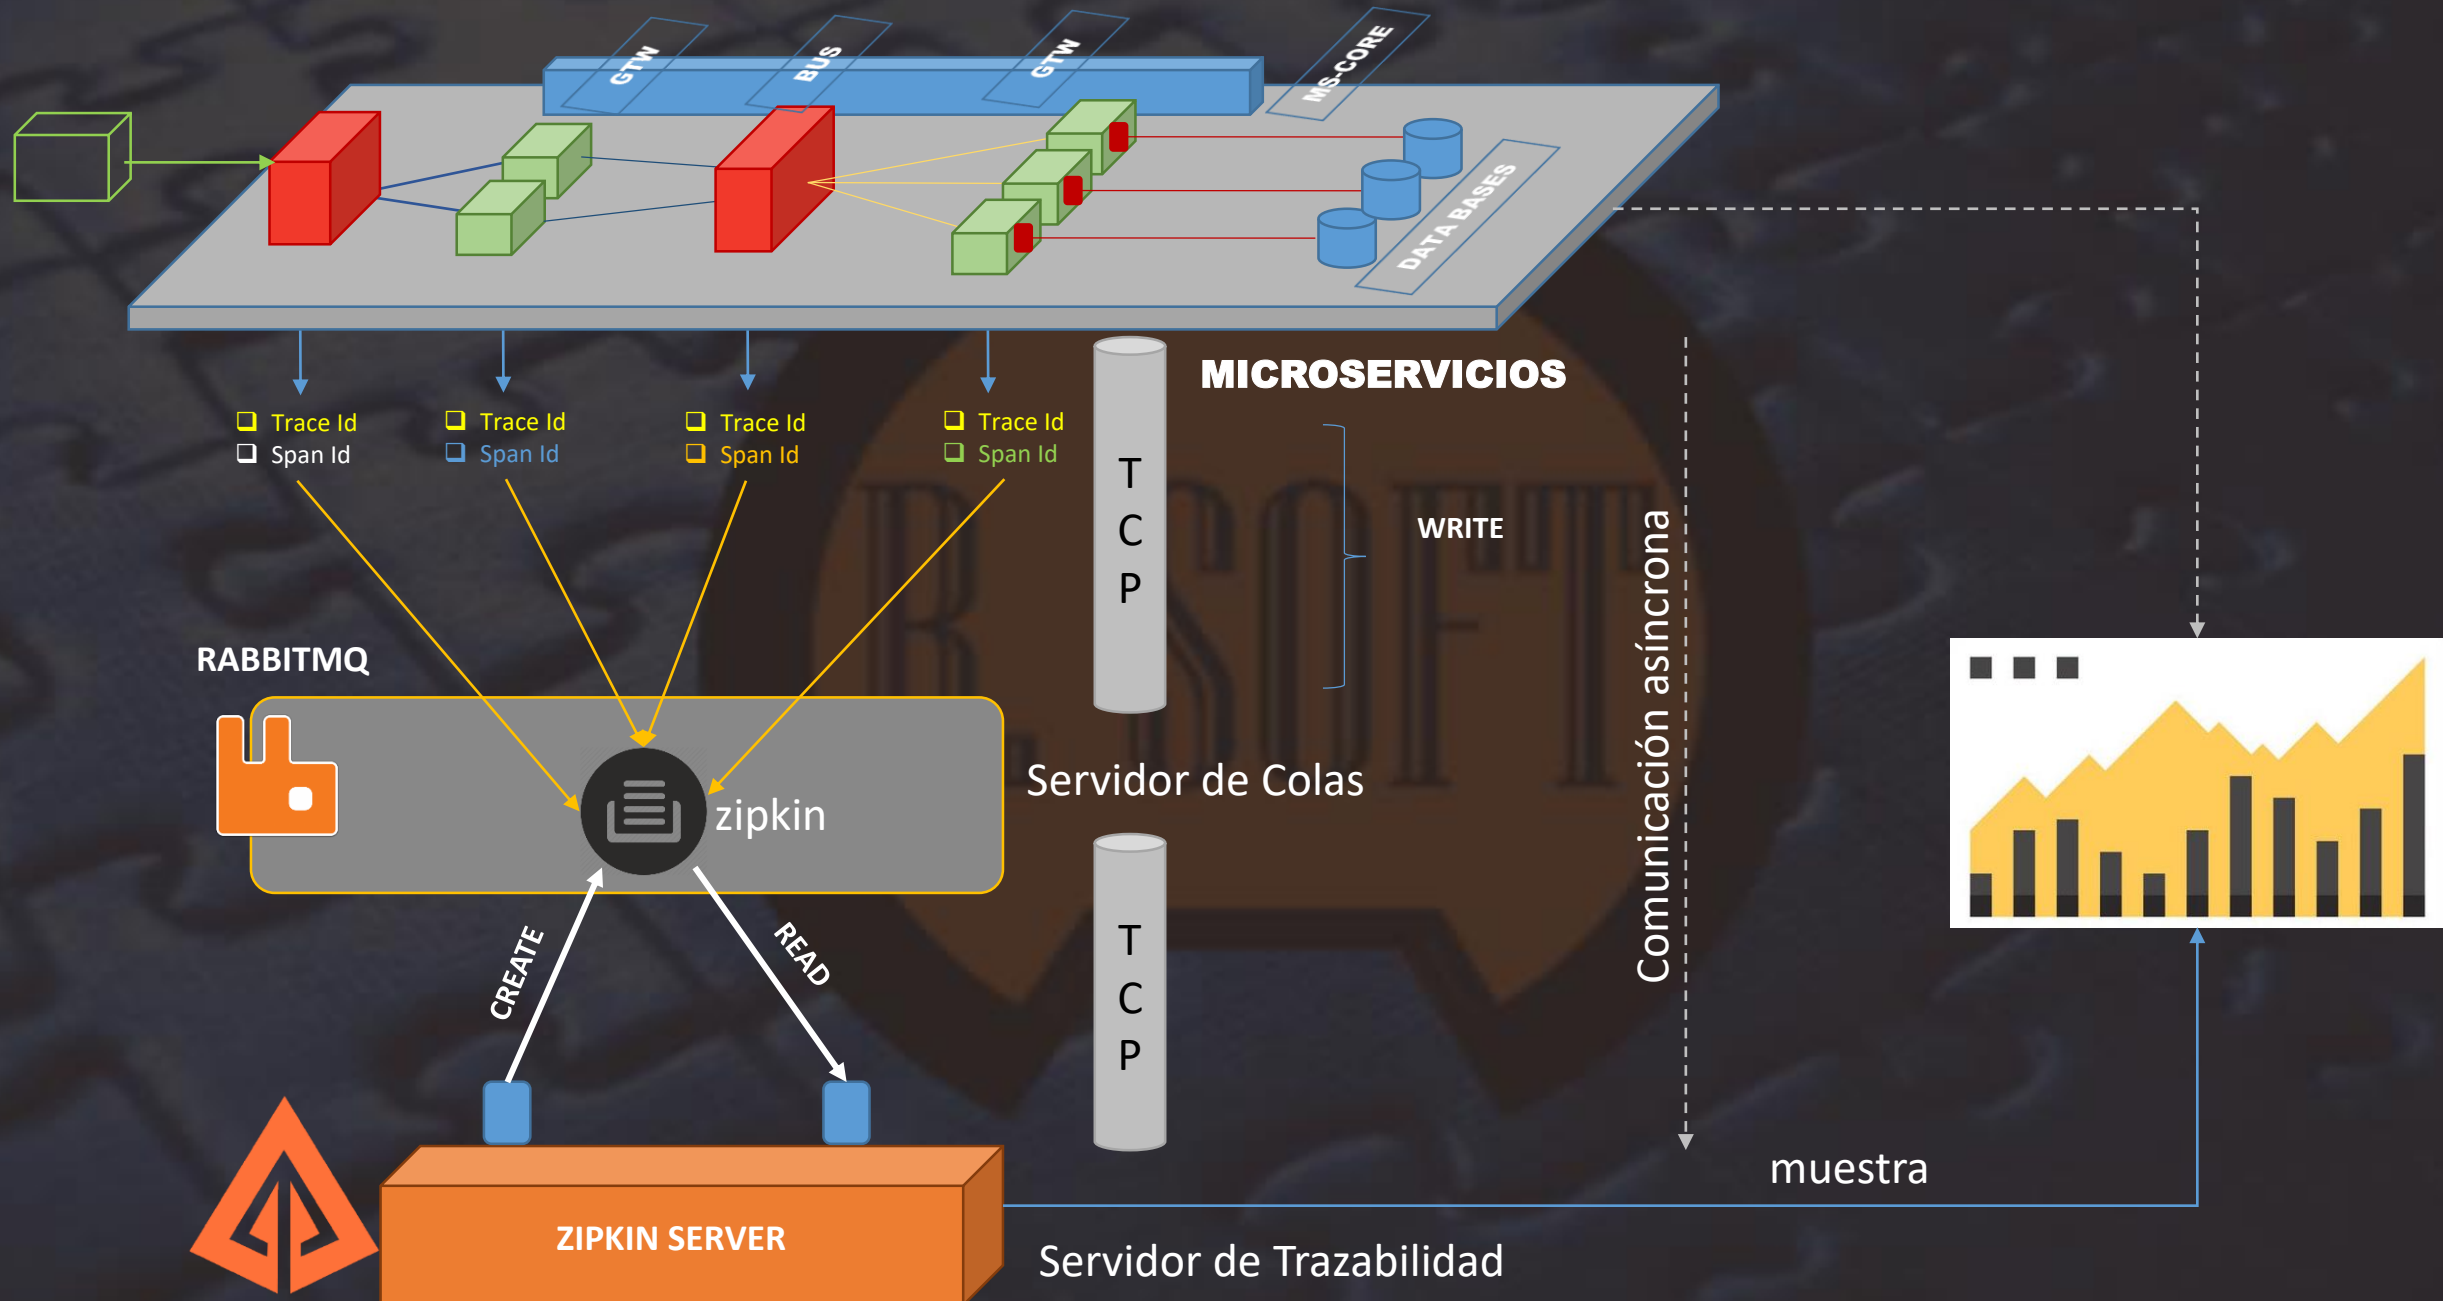 GTW
BUS
GTW
MS-CORE
DATA BASES
MICROSERVICIOS
Trace Id
Span Id
Trace Id
Span Id
Trace Id
Span Id
Trace Id
Span Id
T
C
P
WRITE
Comunicación asíncrona
RABBITMQ
zipkin
Servidor de Colas
CREATE
READ
T
C
P
muestra
ZIPKIN SERVER
Servidor de Trazabilidad